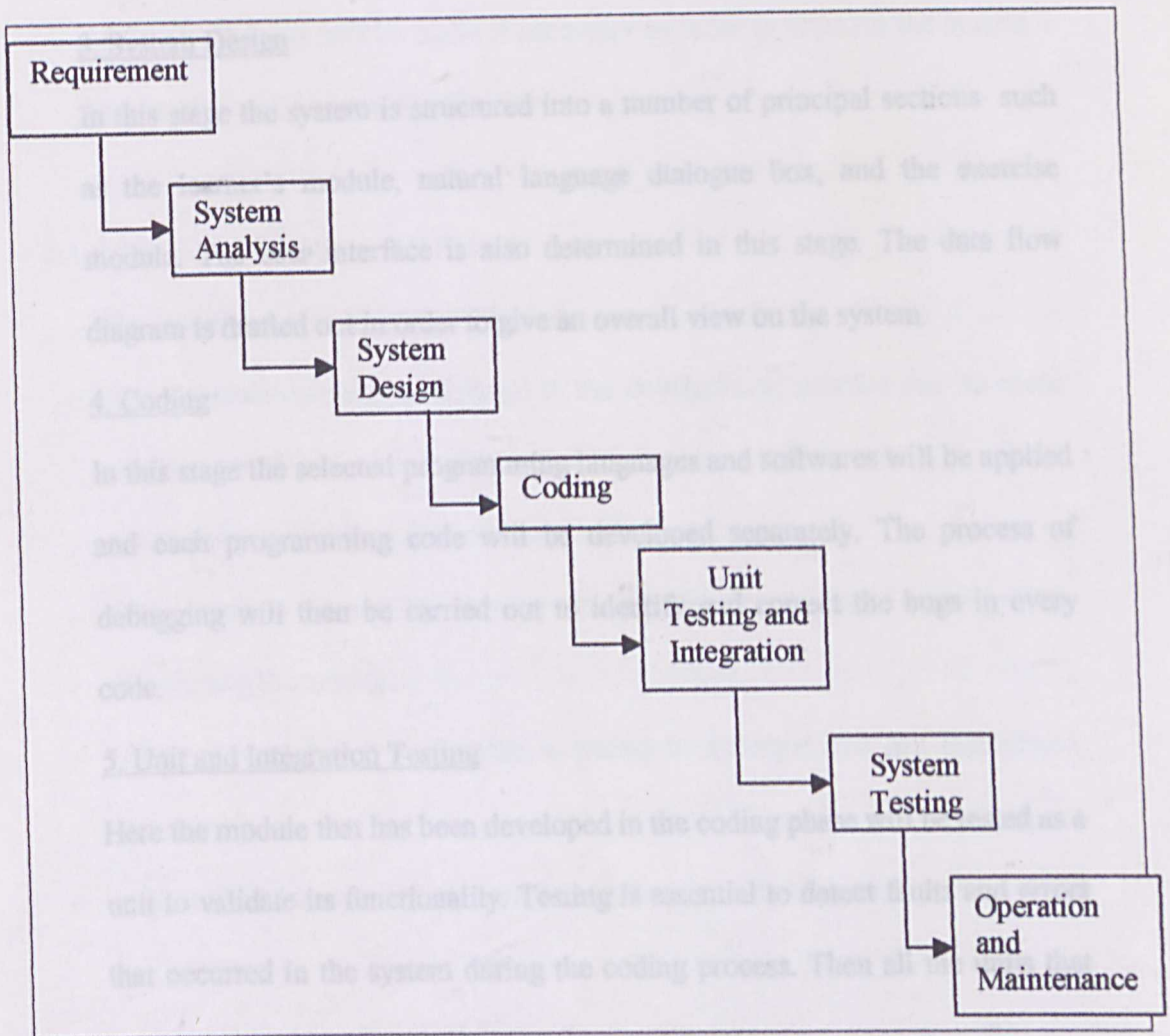 Requirement
System
Analysis
System
Design
Coding
Unit
Testing and
Integration
System
Testing
Operation
and
Maintenance
3. System Design
In this stage the system is structured into a number of principal sections such
as the module, natural language dialogue box, and the exercise
interface is also determined in this stage. The data flow
diagram is drafted out in order to give an overall view on the system.
4. Coding
In this stage the selected programming languages and softwares will be applied
and each programming code will be developed separately. The process of
debugging will then be carried out to identify and correct the bugs in every
code.
5. Unit and Integration Testing
Here the module that has been developed in the coding phase will be tested as a
unit to validate its functionality. Testing is essential to detect faults and errors
that occurred in the system during the coding process. Then all the that